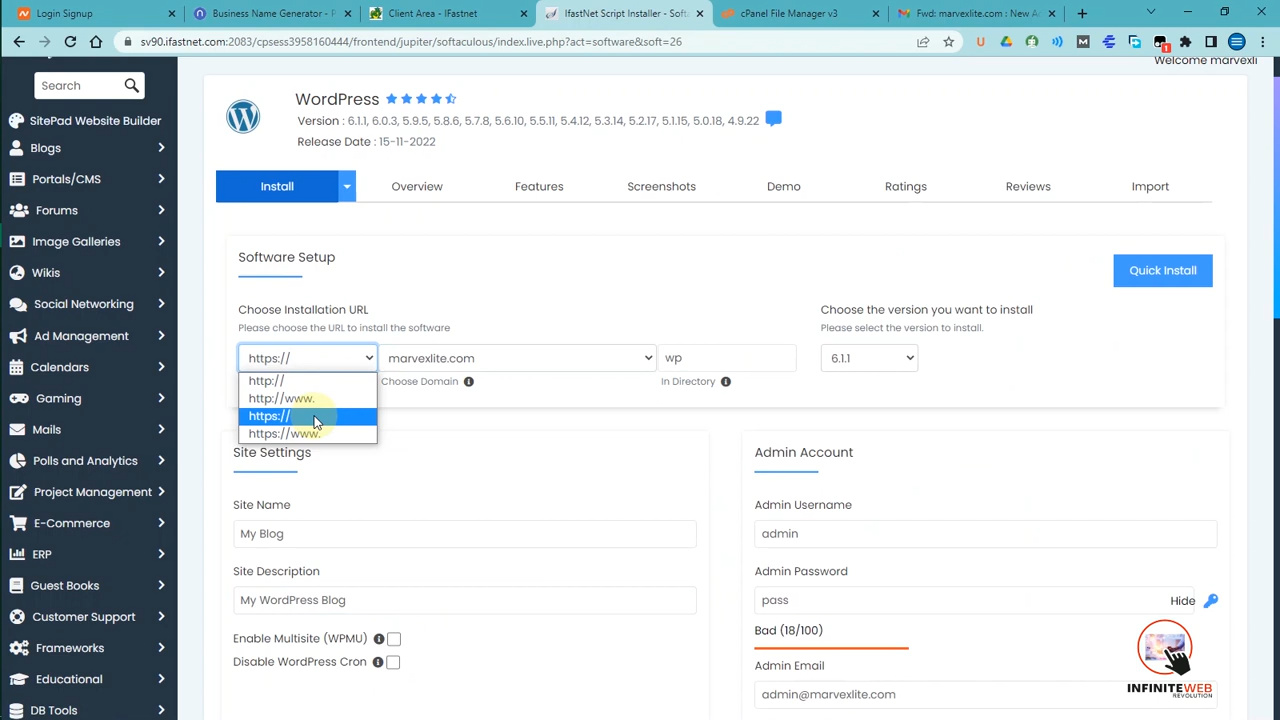 Login Signup
Business Name Generator - P
Client Area - IFastnet
IfastNet Script Installer - Softa
cPanel File Manager v3
Fwd: marvexlite.com : New A
sv90.ifastnet.com:2083/cpsess3958160444/frontend/jupiter/softaculous/index.live.php?act=software&soft=26
Welcome marvexli
Search
SitePad Website Builder
Blogs
Portals/CMS
Forums
Image Galleries
Wikis
Social Networking
Ad Management
Calendars
Gaming
Mails
Polls and Analytics
Project Management
E-Commerce
ERP
Guest Books
Customer Support
Frameworks
Educational
DB Tools
WordPress
Version : 6.1.1, 6.0.3, 5.9.5, 5.8.6, 5.7.8, 5.6.10, 5.5.11, 5.4.12, 5.3.14, 5.2.17, 5.1.15, 5.0.18, 4.9.22
Release Date : 15-11-2022
Install
Overview
Features
Screenshots
Demo
Ratings
Reviews
Import
Software Setup
Quick Install
Choose Installation URL
Please choose the URL to install the software
https://
marvexlite.com
wp
Choose Domain
In Directory
http://
http://www.
https://
https://www.
Choose the version you want to install
Please select the version to install.
6.1.1
Site Settings
Site Name
My Blog
Site Description
My WordPress Blog
Enable Multisite (WPMU)
Disable WordPress Cron
Admin Account
Admin Username
admin
Admin Password
pass
Hide
Bad (18/100)
Admin Email
admin@marvexlite.com
INFINITEWEB
REVOLUTION